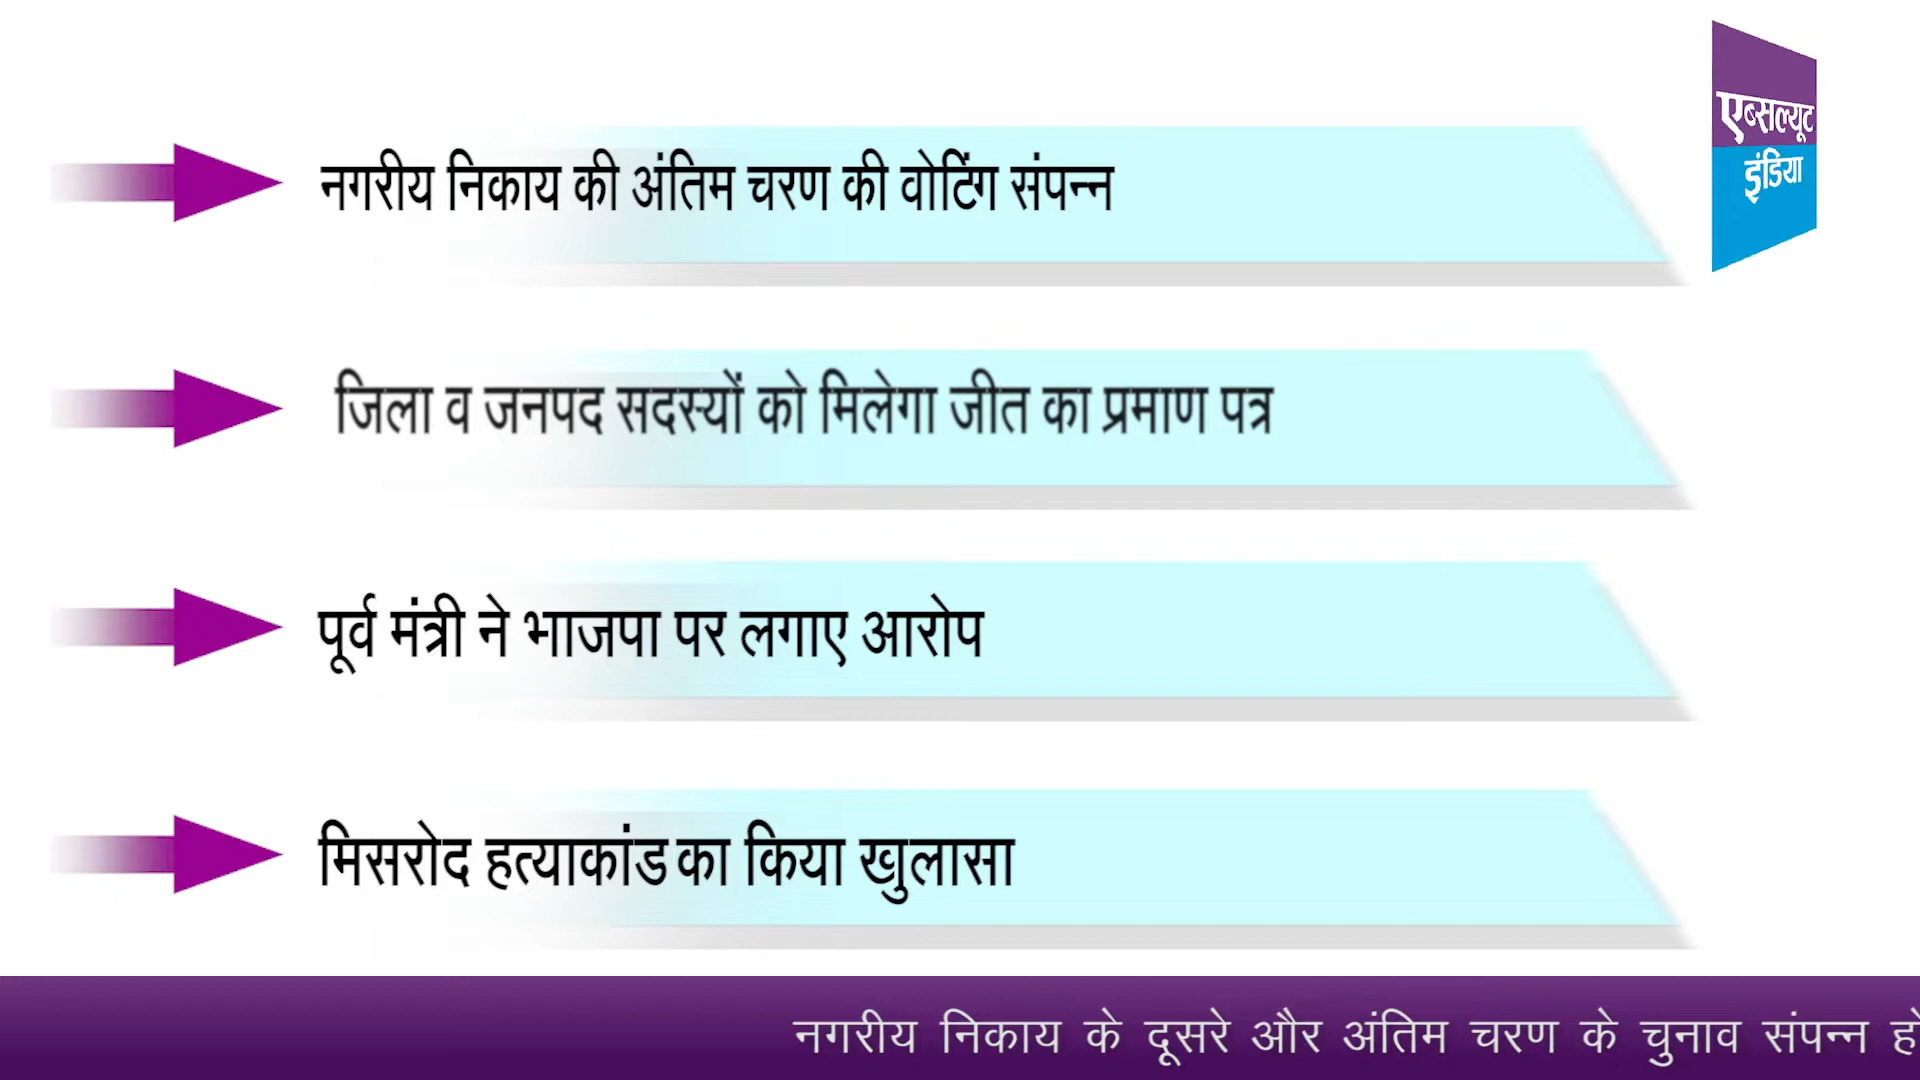 एब्सल्यूट
इंडिया
नगरीय निकाय की अंतिम चरण की वोटिंग संपन्न
जिला व जनपद सदस्यों को मिलेगा जीत का प्रमाण पत्र
पूर्व मंत्री ने भाजपा पर लगाए आरोप
मिसरोद हत्याकांड का किया खुलासा
नगरीय निकाय के दूसरे और अंतिम चरण के चुनाव संपन्न